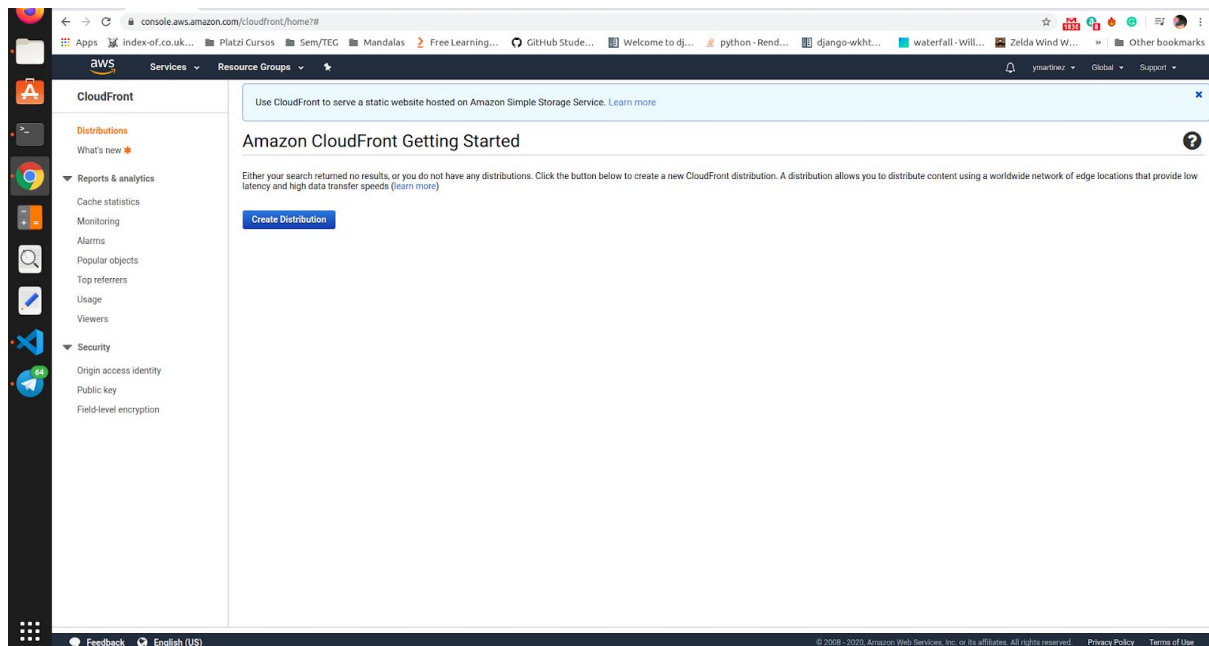 console.aws.amazon.com/cloudfront/home?#
1830
Apps index-of.co.uk... Platzi Cursos Sem/TEG Mandalas Free Learning... GitHub Stude... Welcome to dj... python - Rend... django-wkht... waterfall - Will... Zelda Wind W... » Other bookmarks
aws Services Resource Groups ymartinez Global Support
CloudFront
Distributions
What's new
Reports & analytics
Cache statistics
Monitoring
Alarms
Popular objects
Top referrers
Usage
Viewers
Security
Origin access identity
Public key
Field-level encryption
Use CloudFront to serve a static website hosted on Amazon Simple Storage Service. Learn more
Amazon CloudFront Getting Started
Either your search returned no results, or you do not have any distributions. Click the button below to create a new CloudFront distribution. A distribution allows you to distribute content using a worldwide network of edge locations that provide low
latency and high data transfer speeds (learn more)
Create Distribution
64
Feedback English (US) © 2008 - 2020, Amazon Web Services, Inc. or its affiliates. All rights reserved. Privacy Policy Terms of Use